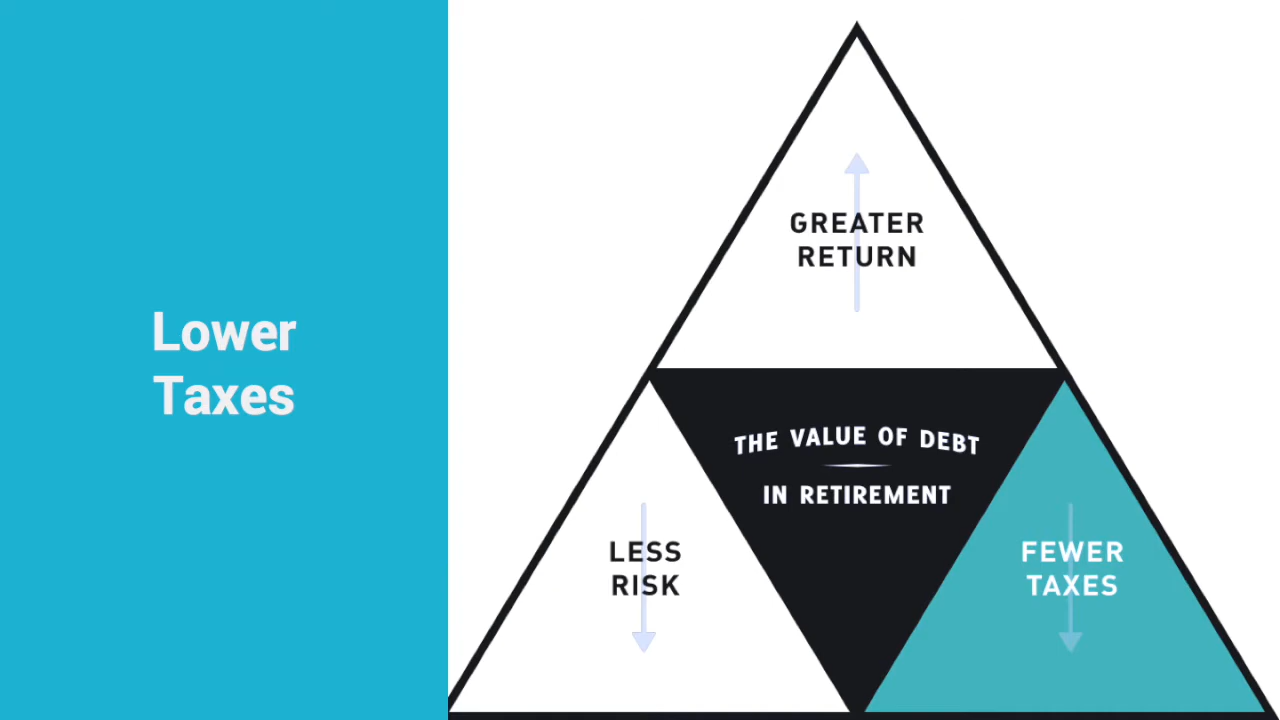 Lower
Taxes
GREATER
RETURN
THE VALUE OF DEBT
IN RETIREMENT
LESS
RISK
FEWER
TAXES